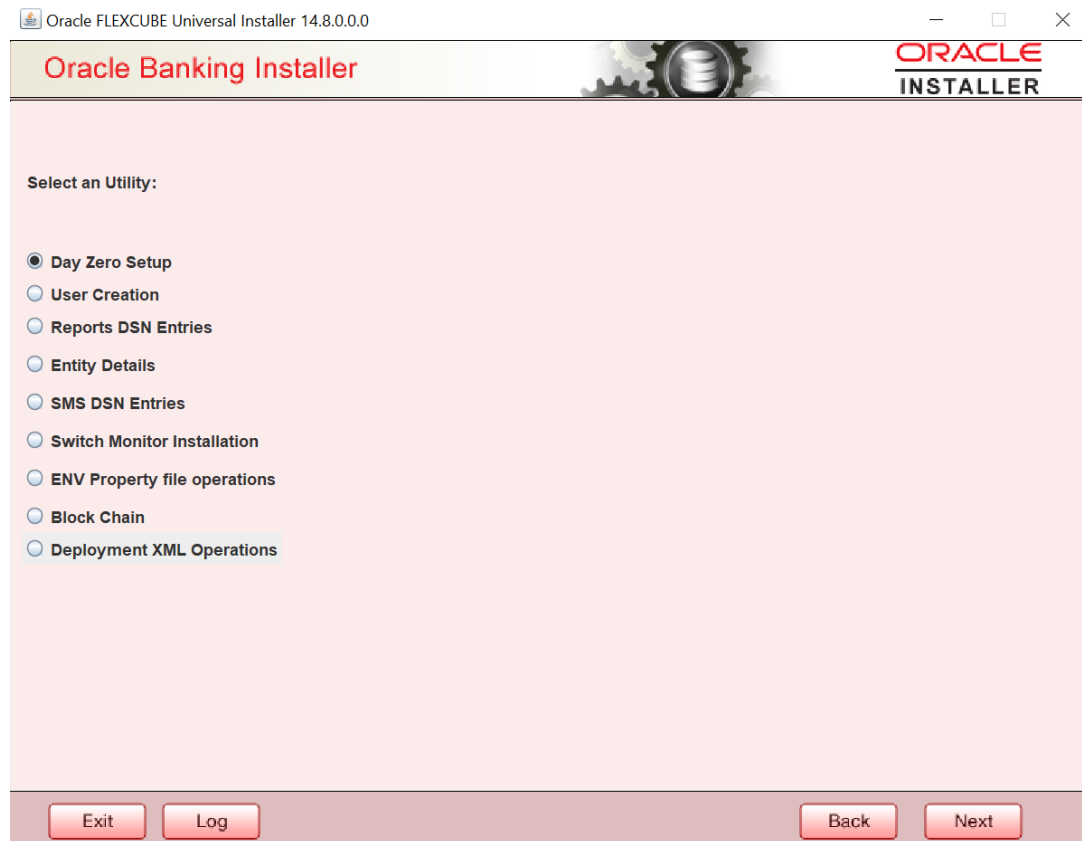 Oracle FLEXCUBE Universal Installer 14.8.0.0.0
Oracle Banking Installer
ORACLE
INSTALLER
Select an Utility:
Day Zero Setup
User Creation
Reports DSN Entries
Entity Details
SMS DSN Entries
Switch Monitor Installation
ENV Property file operations
Block Chain
Deployment XML Operations
Exit Log Back Next